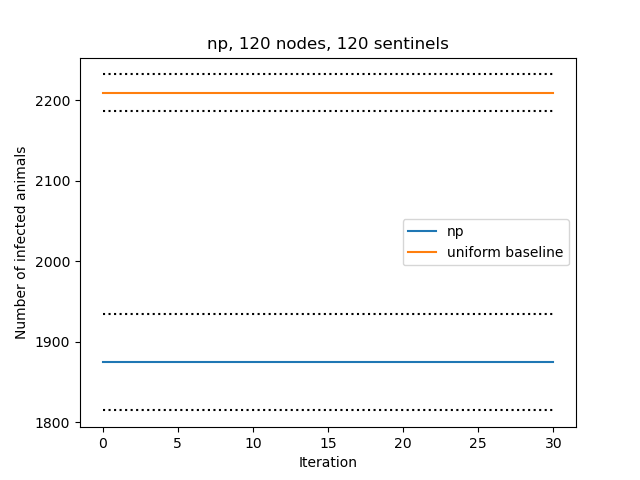 np, 120 nodes, 120 sentinels
Number of infected animals
2200
2100
2000
1900
1800
np
uniform baseline
0 5 10 15 20 25 30
Iteration